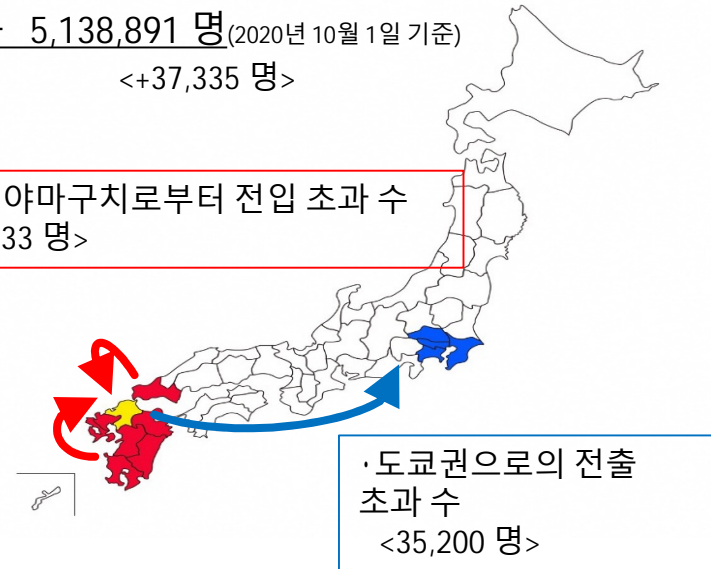 5,138,891 명(2020년 10월 1일 기준)
<+37,335 명>
야마구치로부터 전입 초과 수
33 명>
·도쿄권으로의 전출
초과 수
<35,200 명>